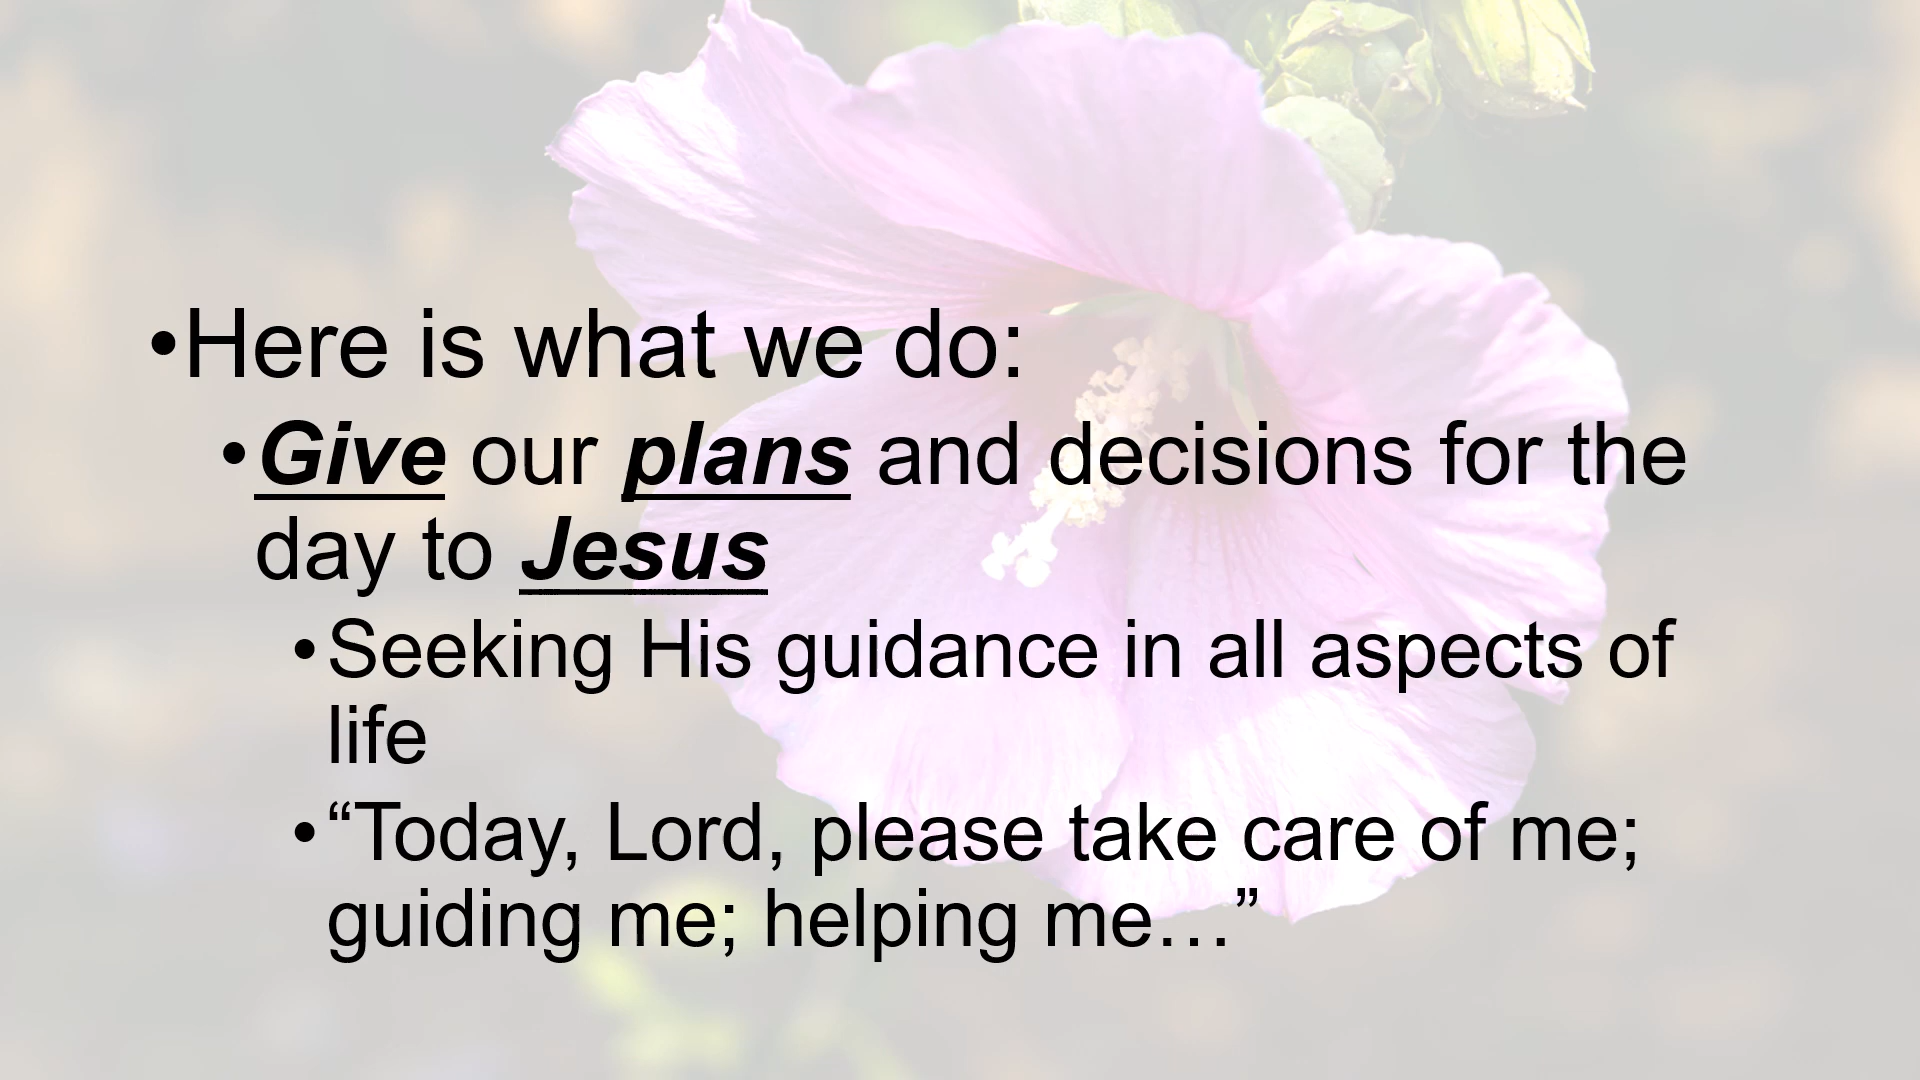 •Here is what we do:
•Give our plans and decisions for the
day to Jesus
•Seeking His guidance in all aspects of
life
•“Today, Lord, please take care of me;
guiding me; helping me…”